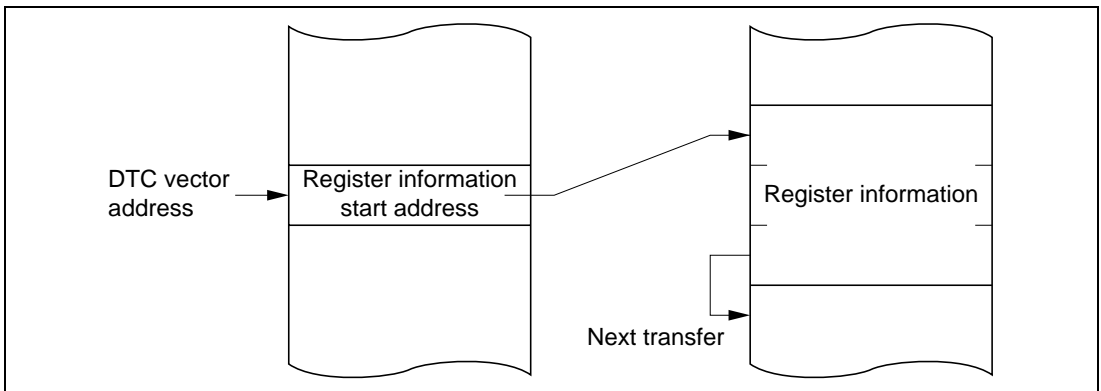 DTC vector
address
Register information
start address
Register information
Next transfer